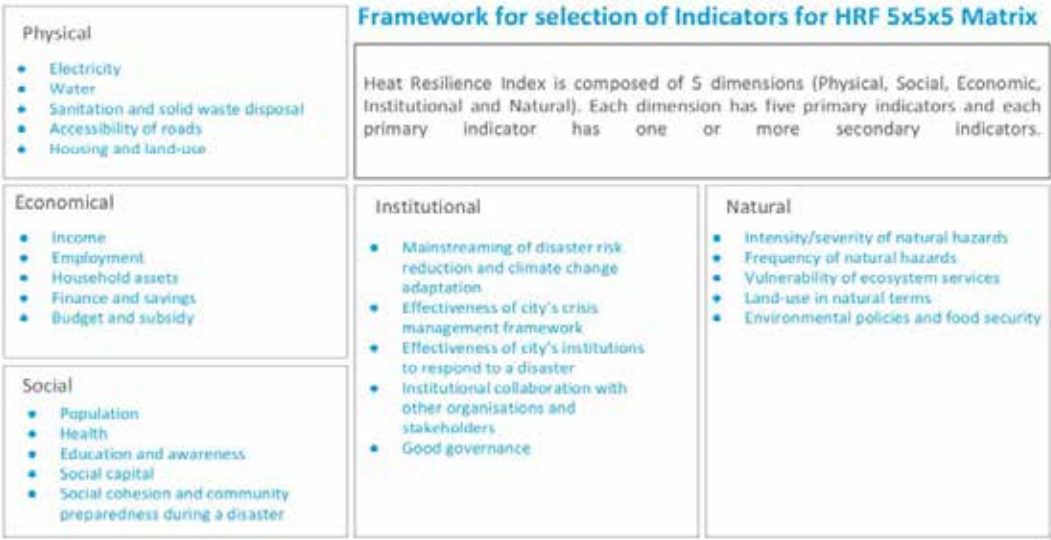 Framework for selection of Indicators for HRF 5x5x5 Matrix
Heat Resilience Index is composed of 5 dimensions (Physical, Social, Economic,
Institutional and Natural). Each dimension has five primary indicators and each
primary indicator has one or more secondary indicators.
Physical
• Electricity
• Water
• Sanitation and solid waste disposal
• Accessibility of roads
• Housing and land-use
Economical
• Income
• Employment
• Household assets
• Finance and savings
• Budget and subsidy
Social
• Population
• Health
• Education and awareness
• Social capital
• Social cohesion and community
preparedness during a disaster
Institutional
• Mainstreaming of disaster risk
reduction and climate change
adaptation
• Effectiveness of city's crisis
management framework
• Effectiveness of city's institutions
to respond to a disaster
• Institutional collaboration with
other organisations and
stakeholders
• Good governance
Natural
• Intensity/severity of natural hazards
• Frequency of natural hazards
• Vulnerability of ecosystem services
• Land-use in natural terms
• Environmental policies and food security